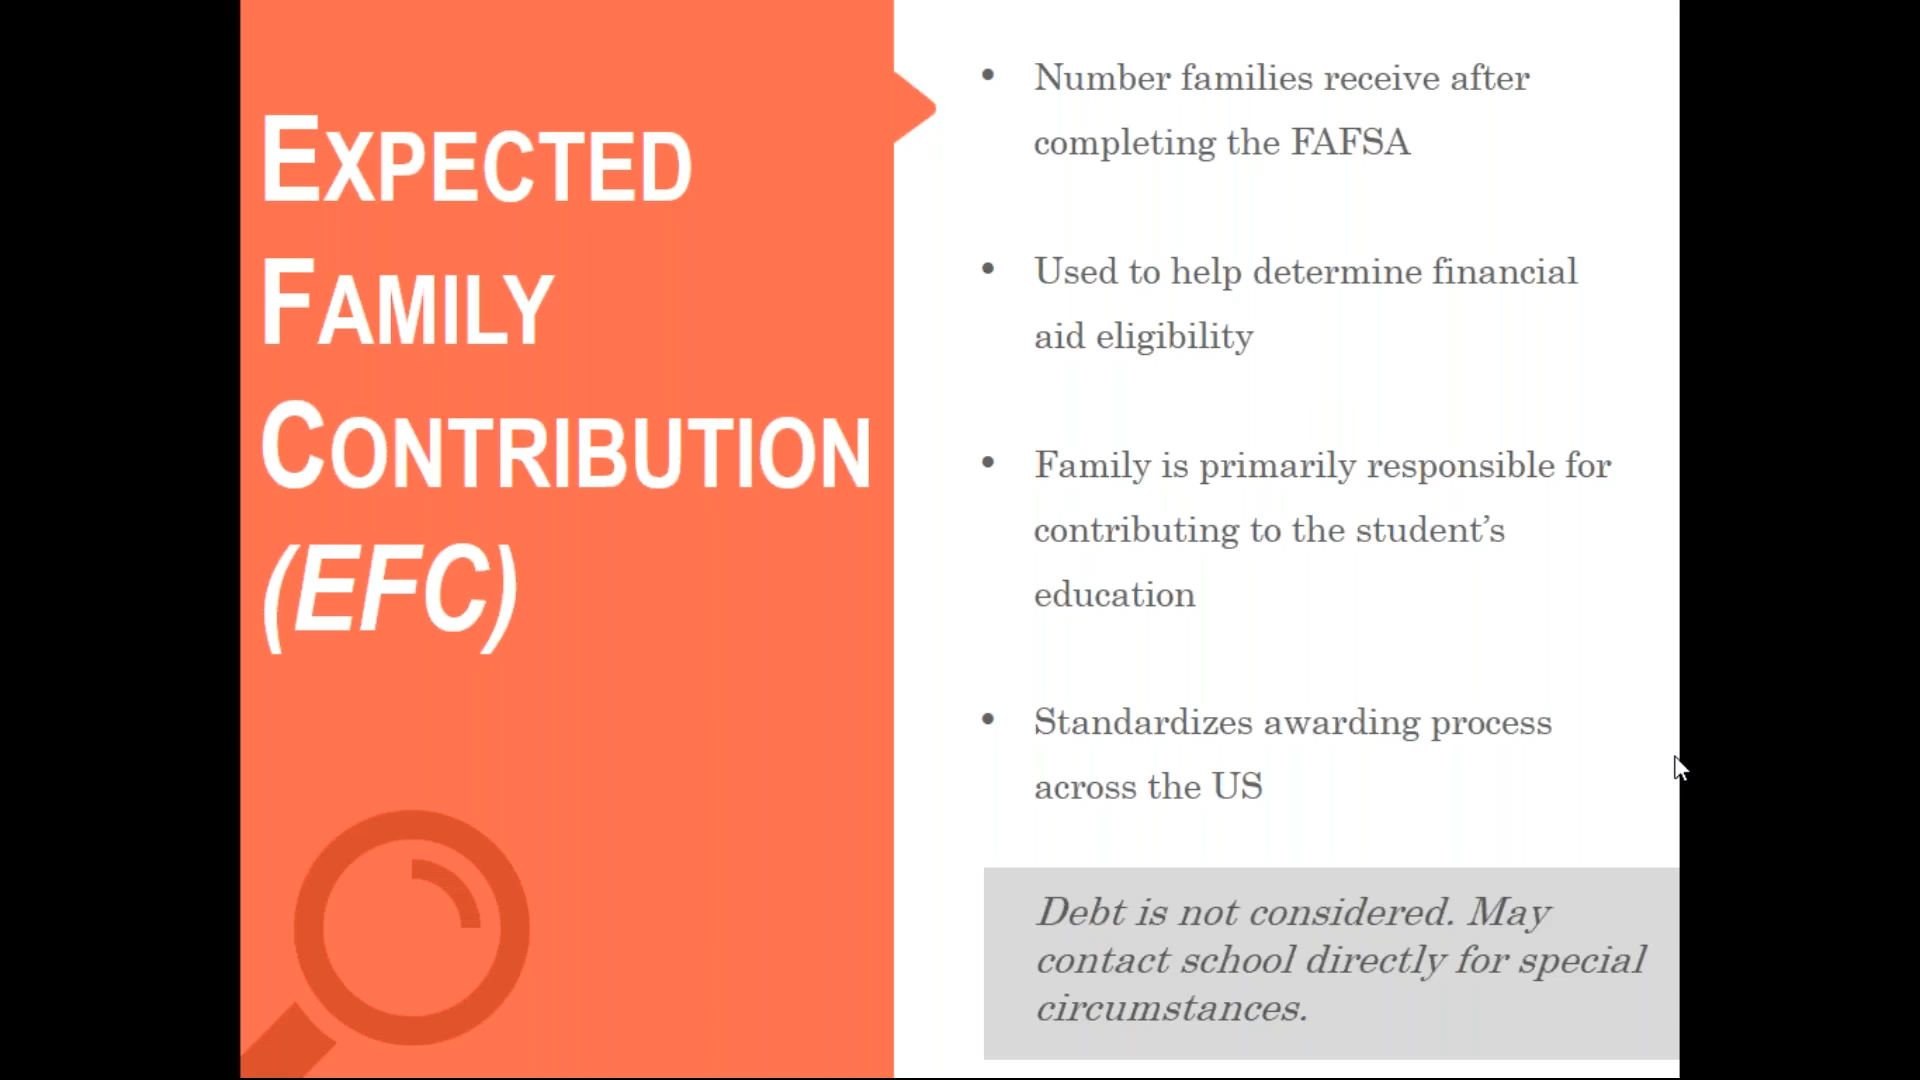 EXPECTED
FAMILY
CONTRIBUTION
(EFC)
• Number families receive after
completing the FAFSA
• Used to help determine financial
aid eligibility
• Family is primarily responsible for
contributing to the student’s
education
• Standardizes awarding process
across the US
Debt is not considered. May
contact school directly for special
circumstances.